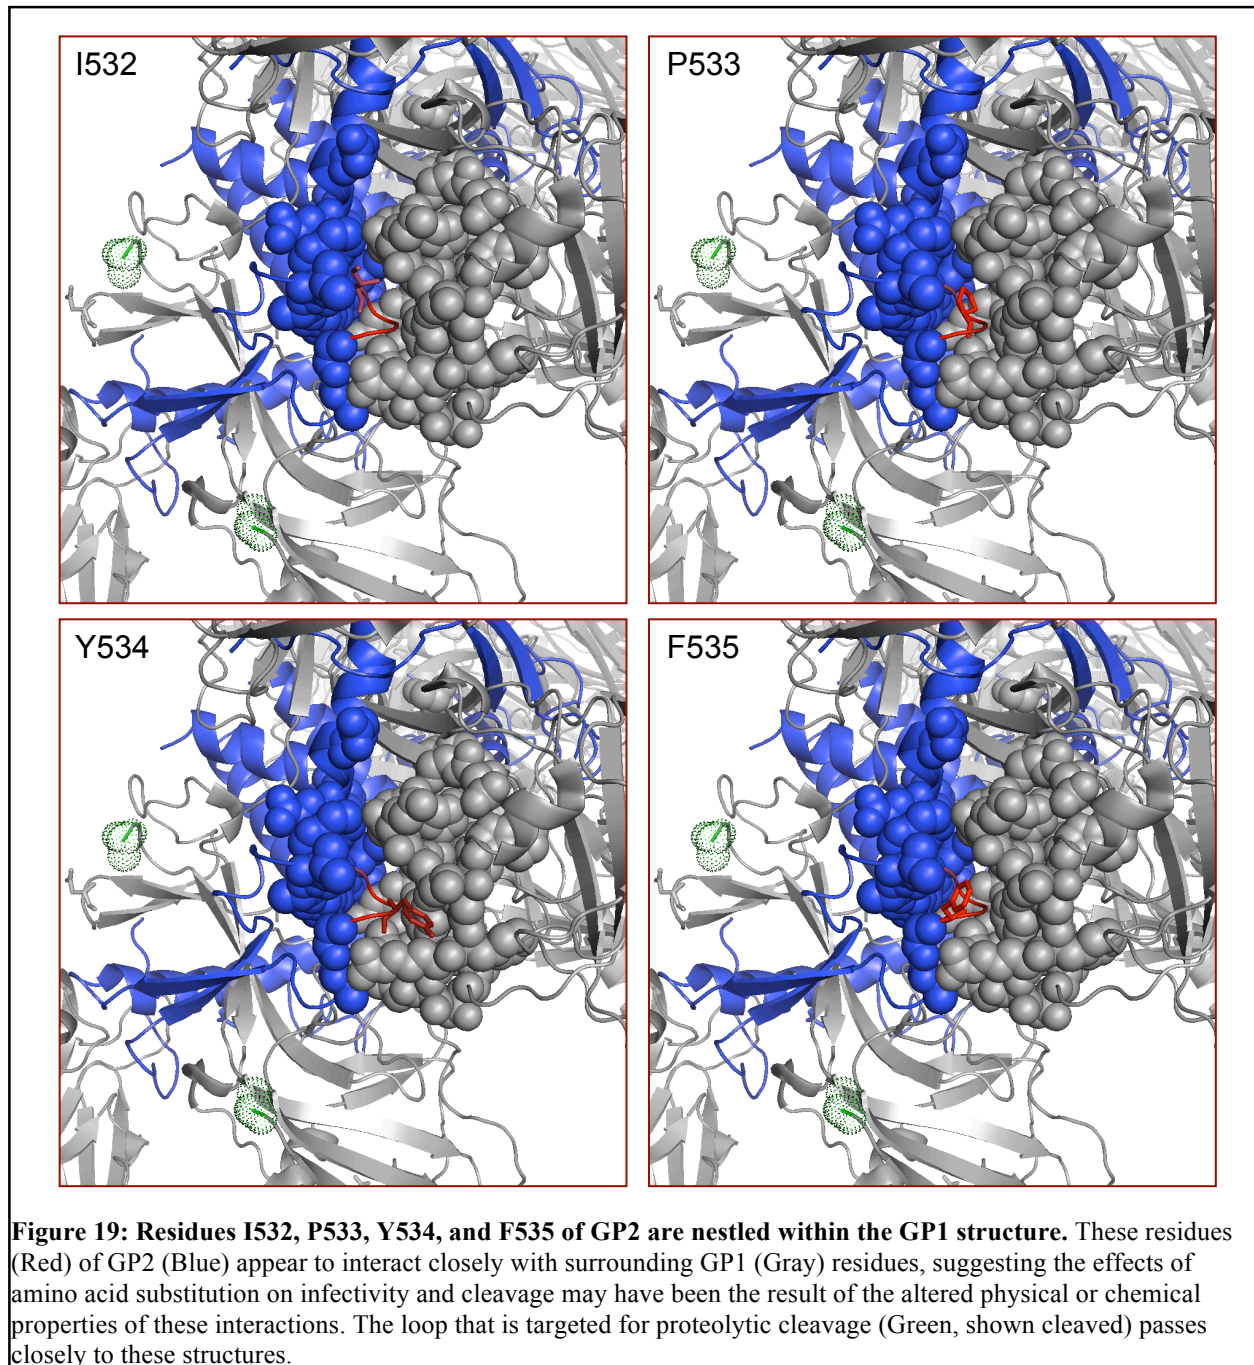 I532
P533
Y534
F535
Figure 19: Residues I532, P533, Y534, and F535 of GP2 are nestled within the GP1 structure. These residues
(Red) of GP2 (Blue) appear to interact closely with surrounding GP1 (Gray) residues, suggesting the effects of
amino acid substitution on infectivity and cleavage may have been the result of the altered physical or chemical
properties of these interactions. The loop that is targeted for proteolytic cleavage (Green, shown cleaved) passes
closely to these structures.